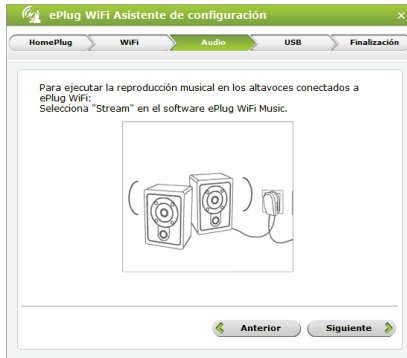 ePlug WiFi Asistente de configuración
HomePlug WiFi Audio USB Finalización
Para ejecutar la reproducción musical en los altavoces conectados a
ePlug WiFi:
Selecciona "Stream" en el software ePlug WiFi Music.
Anterior Siguiente